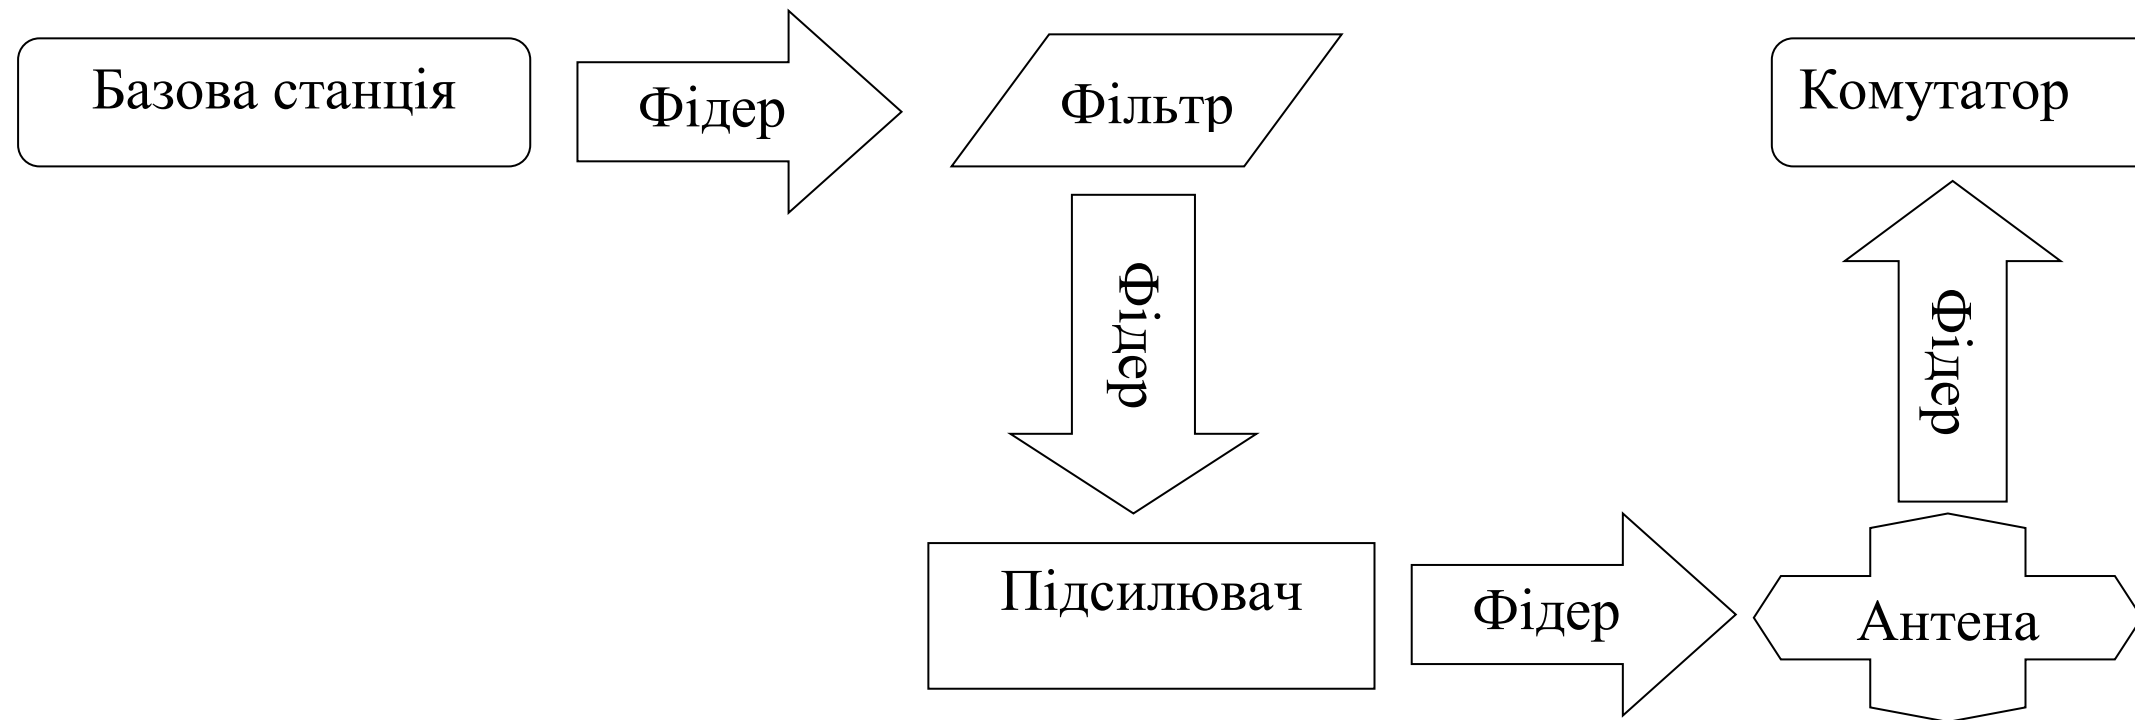 Базова станція
Фідер
Фільтр
Комутатор
Фідер
Фідер
Підсилювач
Фідер
Антена